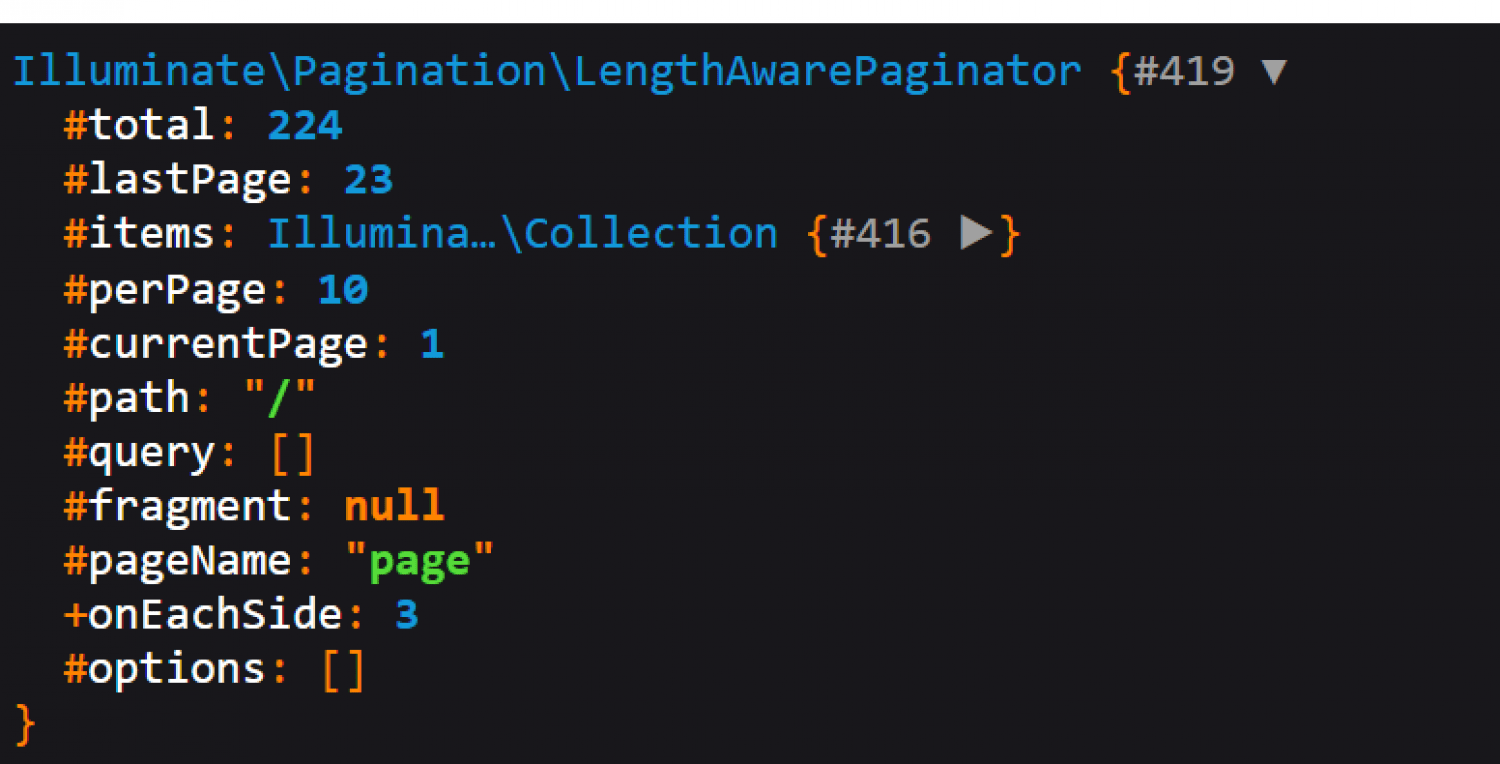 Illuminate\Pagination\LengthAwarePaginator {#419 ▼
#total: 224
#lastPage: 23
#items: Illumina…\Collection {#416 ▶}
#perPage: 10
#currentPage: 1
#path: "/"
#query: []
#fragment: null
#pageName: "page"
+onEachSide: 3
#options: []
}